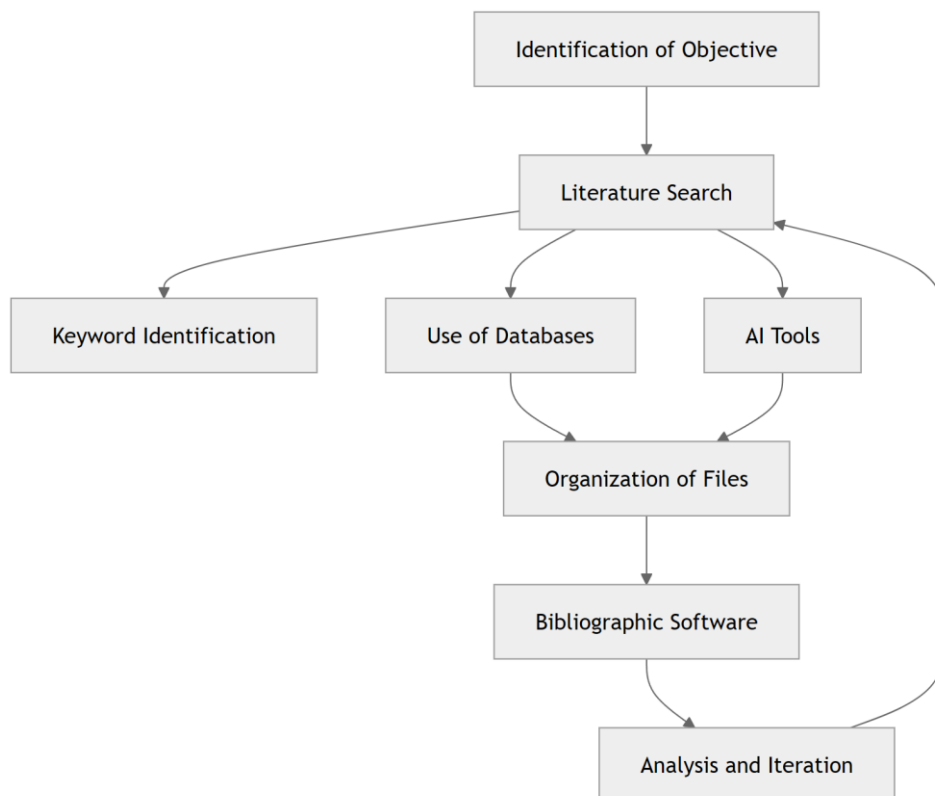 Identification of Objective
Literature Search
Keyword Identification
Use of Databases
AI Tools
Organization of Files
Bibliographic Software
Analysis and Iteration